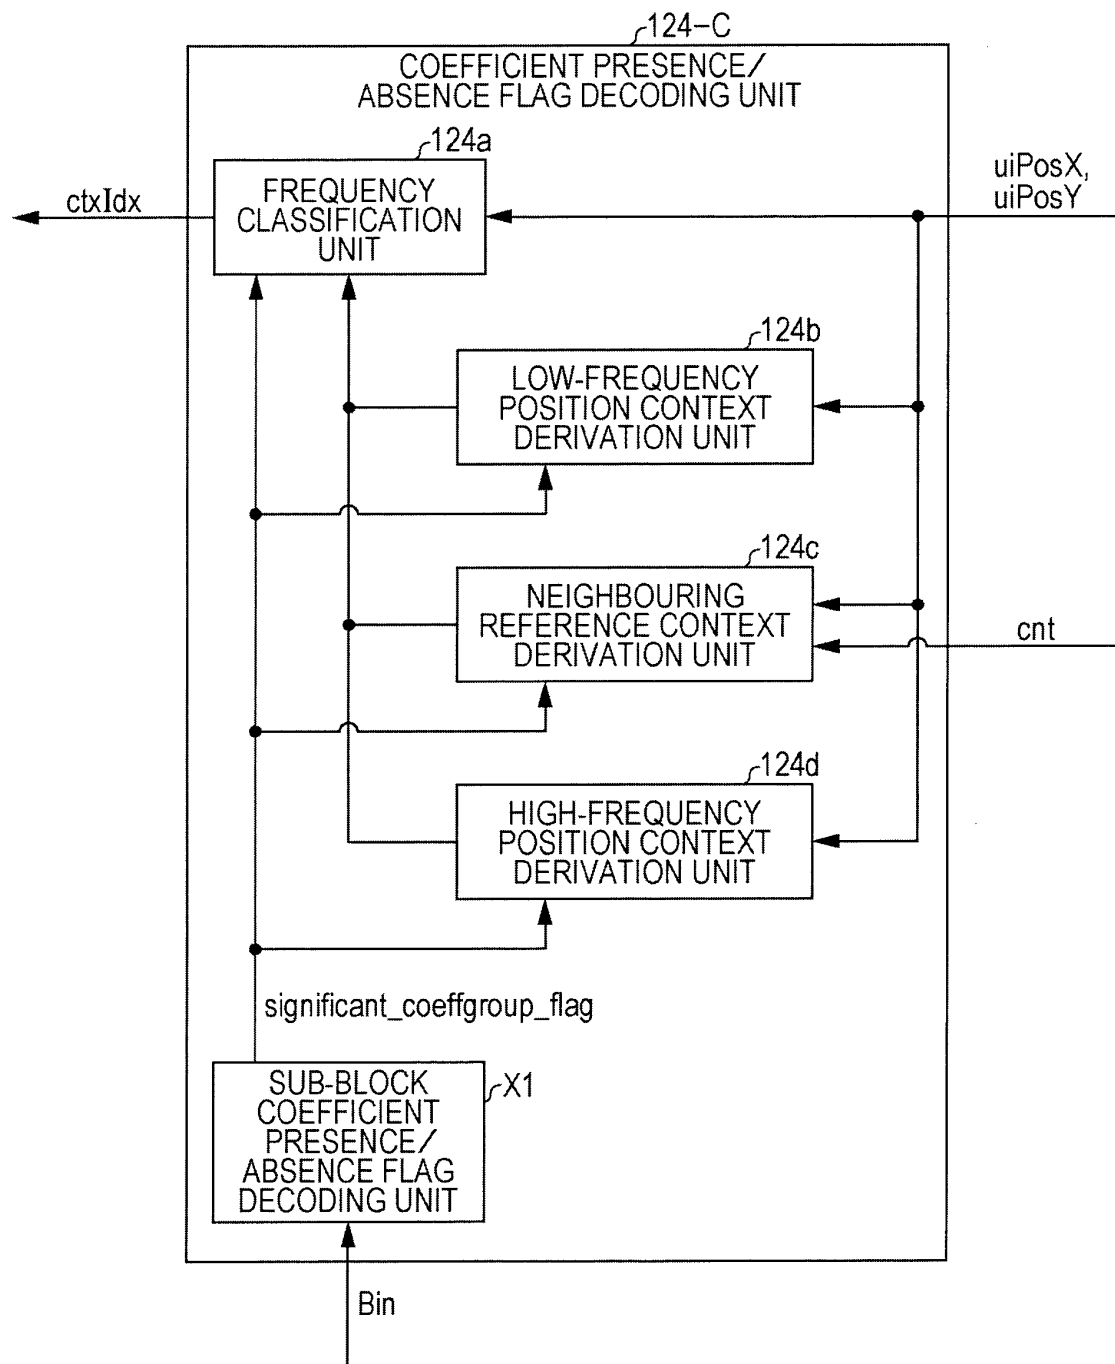 124-C
COEFFICIENT PRESENCE/
ABSENCE FLAG DECODING UNIT
124a
FREQUENCY
CLASSIFICATION
UNIT
ctxIdx
uiPosX,
uiPosY
124b
LOW-FREQUENCY
POSITION CONTEXT
DERIVATION UNIT
124c
NEIGHBOURING
REFERENCE CONTEXT
DERIVATION UNIT
cnt
124d
HIGH-FREQUENCY
POSITION CONTEXT
DERIVATION UNIT
significant_coeffgroup_flag
X1
SUB-BLOCK
COEFFICIENT
PRESENCE/
ABSENCE FLAG
DECODING UNIT
Bin